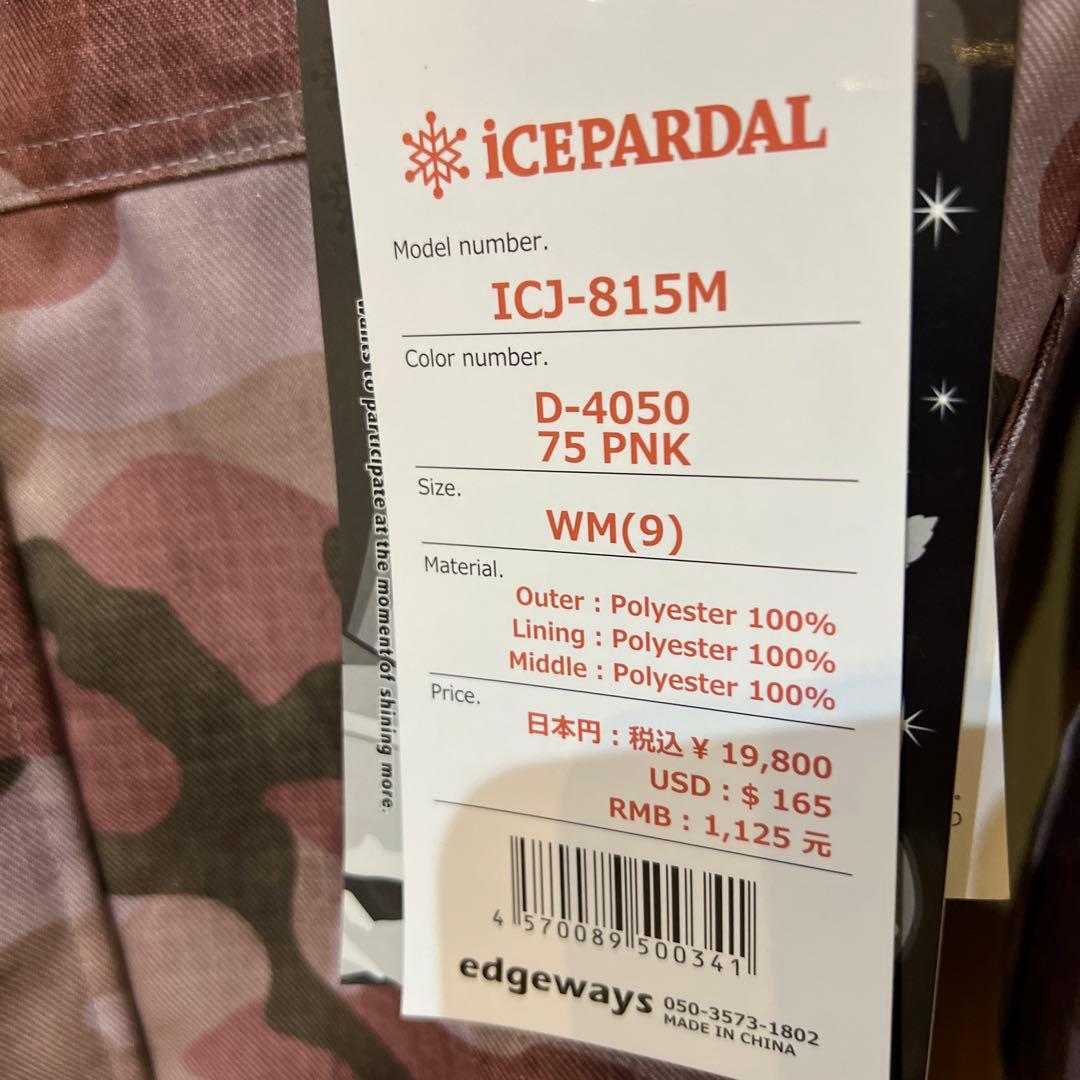 iCEPARDAL
Model number.
ICJ-815M
Color number.
D-4050
75 PNK
Size.
WM(9)
Material.
Outer : Polyester 100%
Lining : Polyester 100%
Middle : Polyester 100%
Price.
日本円 : 税込 ¥ 19,800
USD : $ 165
RMB : 1,125 元
4 570089 500341
edgeways 050-3573-1802
MADE IN CHINA
wants to participate at the moment of shining more.